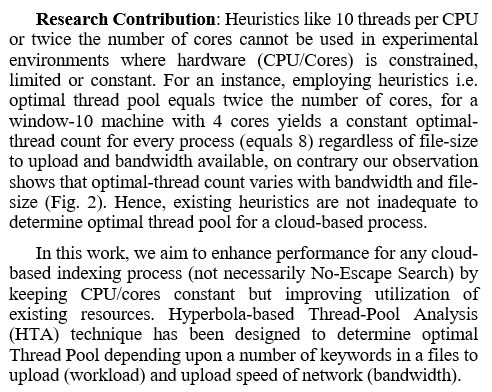 Research Contribution: Heuristics like 10 threads per CPU
or twice the number of cores cannot be used in experimental
environments where hardware (CPU/Cores) is constrained,
limited or constant. For an instance, employing heuristics i.e.
optimal thread pool equals twice the number of cores, for a
window-10 machine with 4 cores yields a constant optimal-
thread count for every process (equals 8) regardless of file-size
to upload and bandwidth available, on contrary our observation
shows that optimal-thread count varies with bandwidth and file-
size (Fig. 2). Hence, existing heuristics are not inadequate to
determine optimal thread pool for a cloud-based process.
In this work, we aim to enhance performance for any cloud-
based indexing process (not necessarily No-Escape Search) by
keeping CPU/cores constant but improving utilization of
existing resources. Hyperbola-based Thread-Pool Analysis
(HTA) technique has been designed to determine optimal
Thread Pool depending upon a number of keywords in a files to
upload (workload) and upload speed of network (bandwidth).